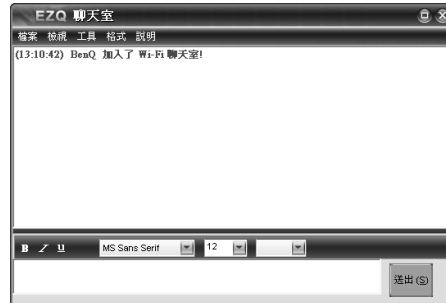 EZQ 聊天室
檔案 檢視 工具 格式 說明
(13:10:42) BenQ 加入了 Wi-Fi 聊天室!
B I U MS Sans Serif 12
送出(S)